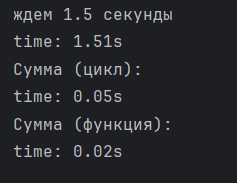 ждем 1.5 секунды
time: 1.51s
Сумма (цикл):
time: 0.05s
Сумма (функция):
time: 0.02s